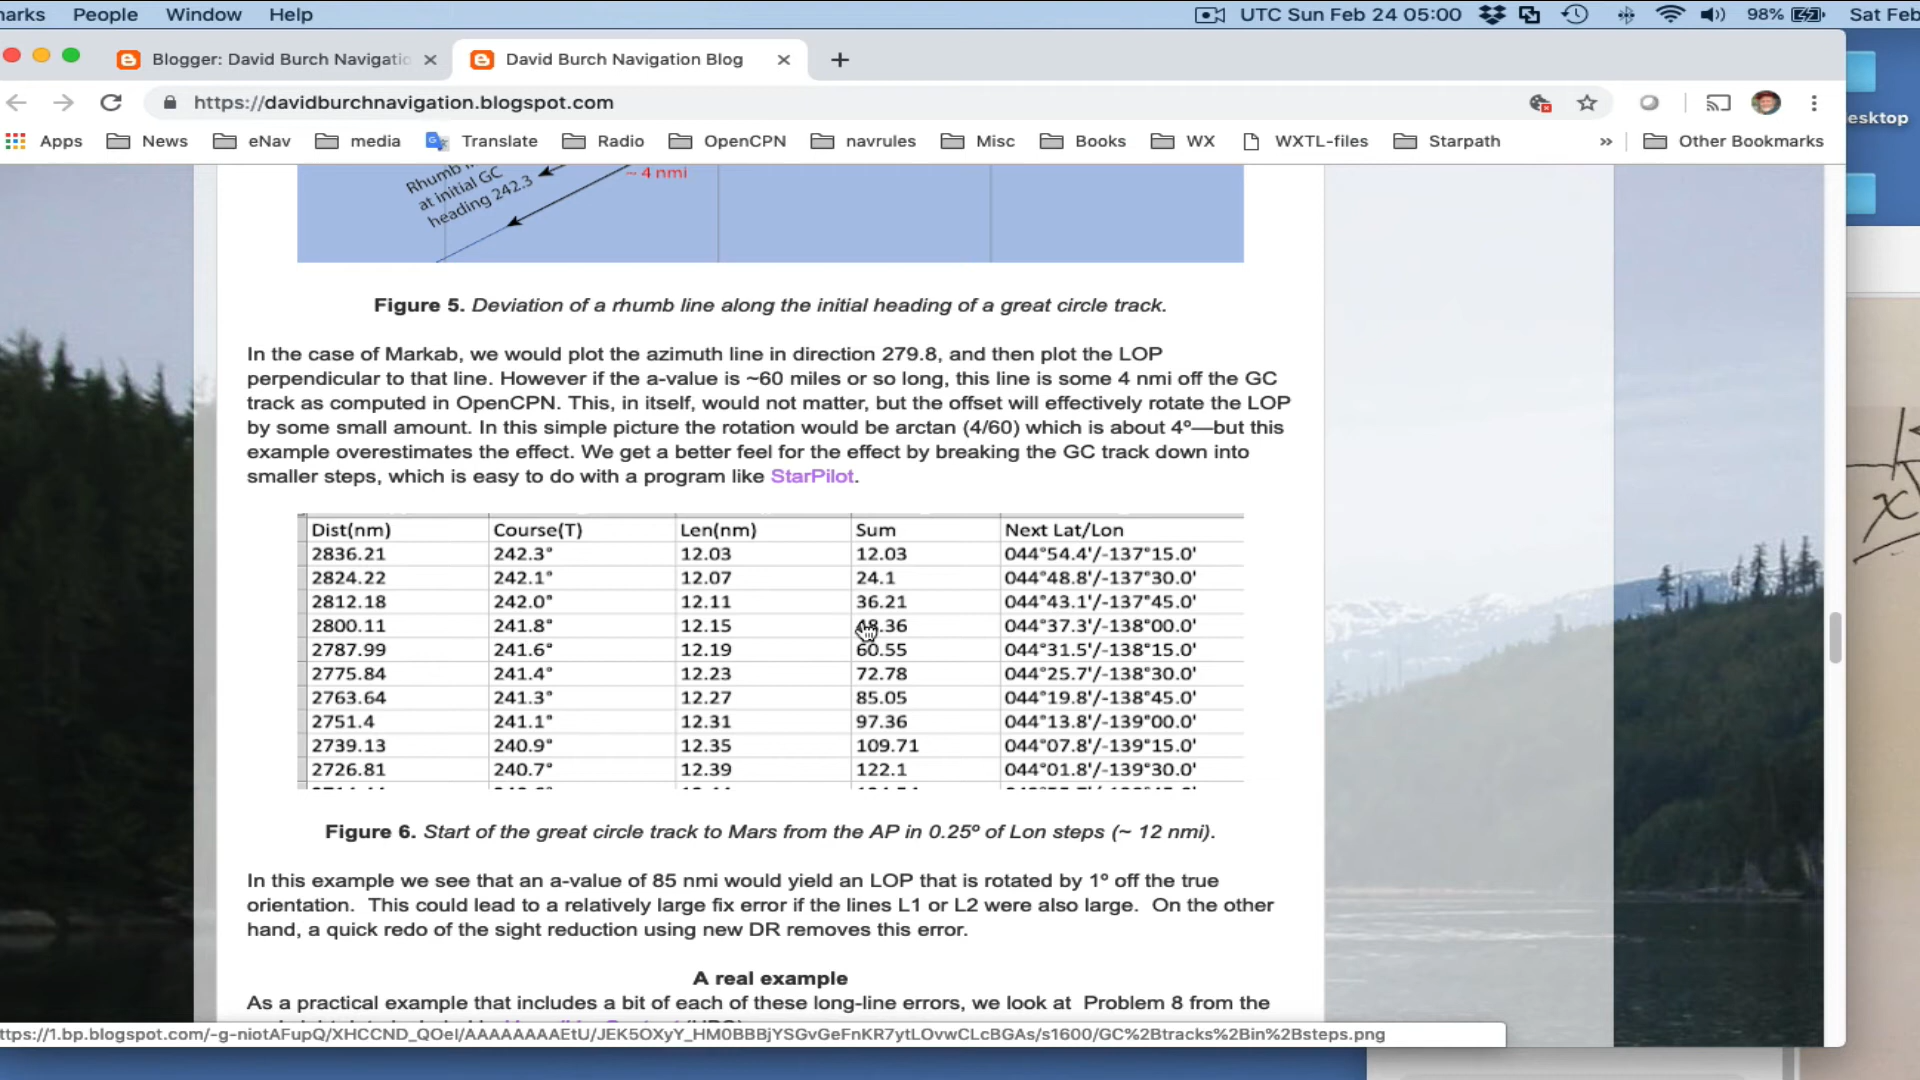 People Window Help UTC Sun Feb 24 05:00 98% Sat Feb
Blogger: David Burch Navigatio David Burch Navigation Blog
https://davidburchnavigation.blogspot.com
Apps News eNav media Translate Radio OpenCPN navrules Misc Books WX WXTL-files Starpath » Other Bookmarks
at initial GC
heading 242.3
~ 4 nmi
Figure 5. Deviation of a rhumb line along the initial heading of a great circle track.
In the case of Markab, we would plot the azimuth line in direction 279.8, and then plot the LOP
perpendicular to that line. However if the a-value is ~60 miles or so long, this line is some 4 nmi off the GC
track as computed in OpenCPN. This, in itself, would not matter, but the offset will effectively rotate the LOP
by some small amount. In this simple picture the rotation would be arctan (4/60) which is about 4º—but this
example overestimates the effect. We get a better feel for the effect by breaking the GC track down into
smaller steps, which is easy to do with a program like StarPilot.
Dist(nm) Course(T) Len(nm) Sum Next Lat/Lon
2836.21 242.3° 12.03 12.03 044°54.4'/-137°15.0'
2824.22 242.1° 12.07 24.1 044°48.8'/-137°30.0'
2812.18 242.0° 12.11 36.21 044°43.1'/-137°45.0'
2800.11 241.8° 12.15 48.36 044°37.3'/-138°00.0'
2787.99 241.6° 12.19 60.55 044°31.5'/-138°15.0'
2775.84 241.4° 12.23 72.78 044°25.7'/-138°30.0'
2763.64 241.3° 12.27 85.05 044°19.8'/-138°45.0'
2751.4 241.1° 12.31 97.36 044°13.8'/-139°00.0'
2739.13 240.9° 12.35 109.71 044°07.8'/-139°15.0'
2726.81 240.7° 12.39 122.1 044°01.8'/-139°30.0'
Figure 6. Start of the great circle track to Mars from the AP in 0.25º of Lon steps (~ 12 nmi).
In this example we see that an a-value of 85 nmi would yield an LOP that is rotated by 1º off the true
orientation. This could lead to a relatively large fix error if the lines L1 or L2 were also large. On the other
hand, a quick redo of the sight reduction using new DR removes this error.
A real example
As a practical example that includes a bit of each of these long-line errors, we look at Problem 8 from the